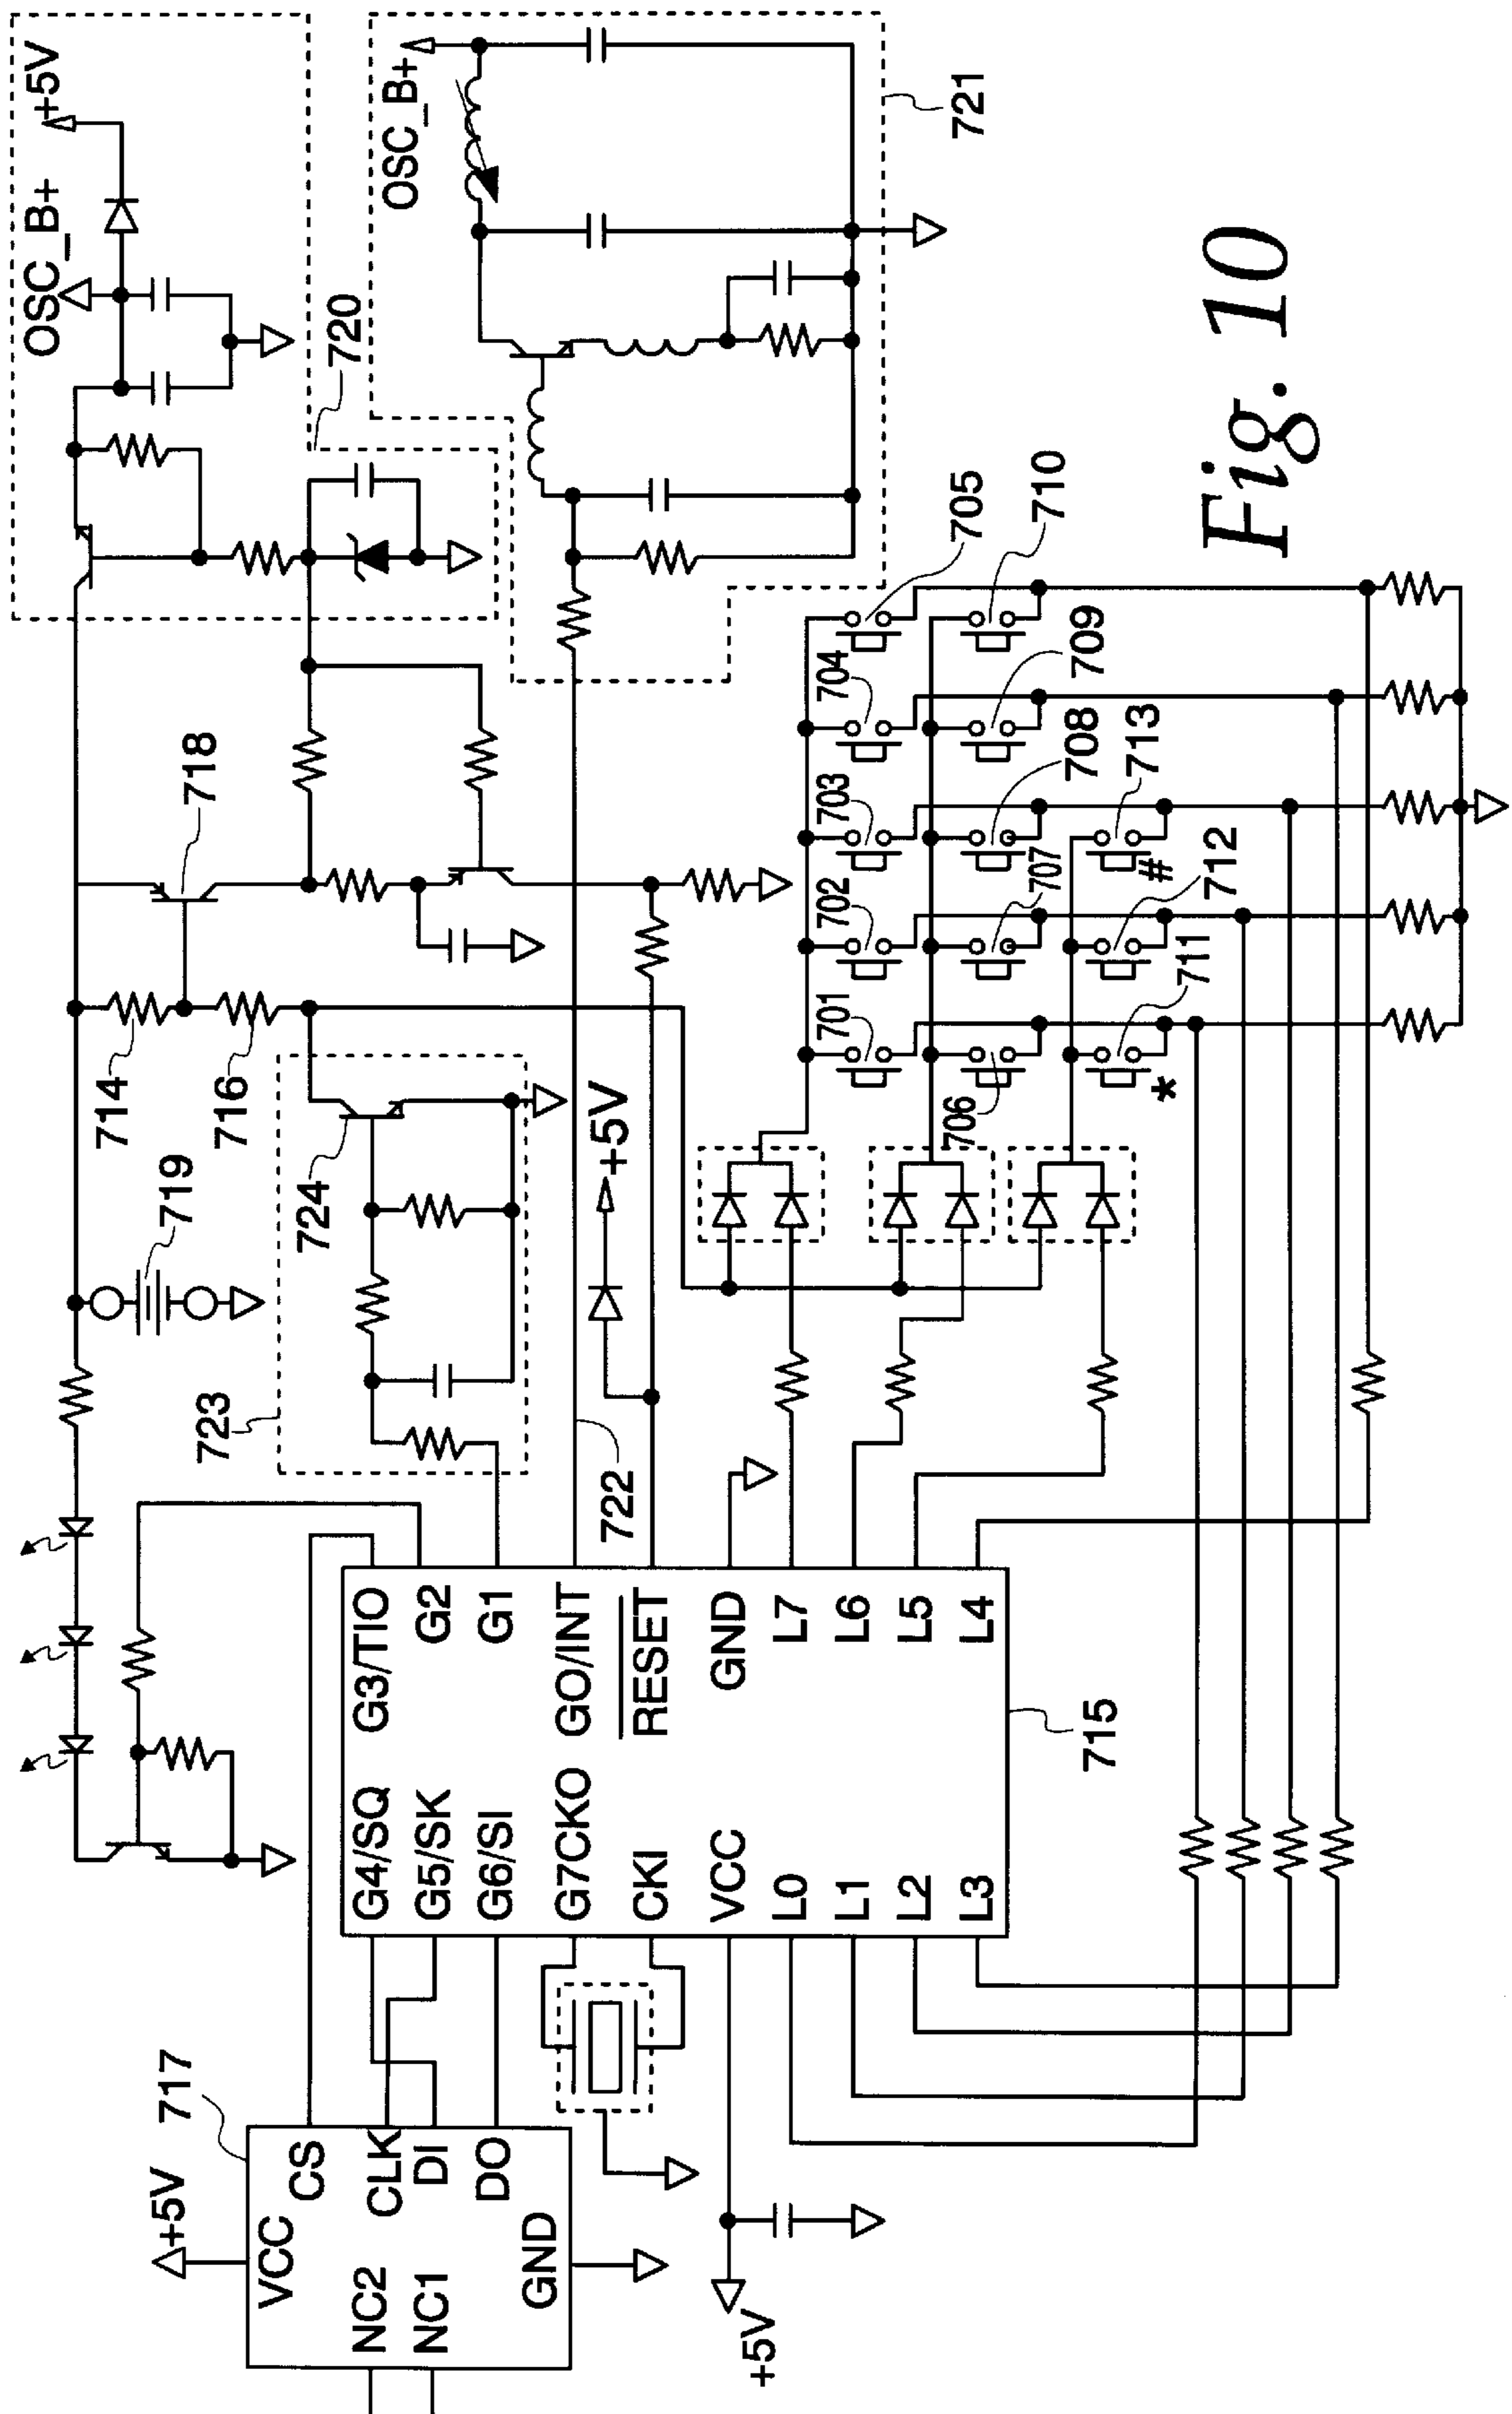 +5V
OSC_B+
720
OSC_B+
721
718
714
716
719
724
723
+5V
722
705
704
703
702
701
710
709
708
707
706
713
#
712
711
*
717
+5V
VCC
CS
NC2
CLK
NC1
DI
DO
GND
G4/SQ
G3/TIO
G5/SK
G2
G6/SI
G1
G7CKO
GO/INT
CKI
RESET
VCC
GND
L0
L7
L1
L6
L2
L5
L3
L4
715
+5V
Fig. 10